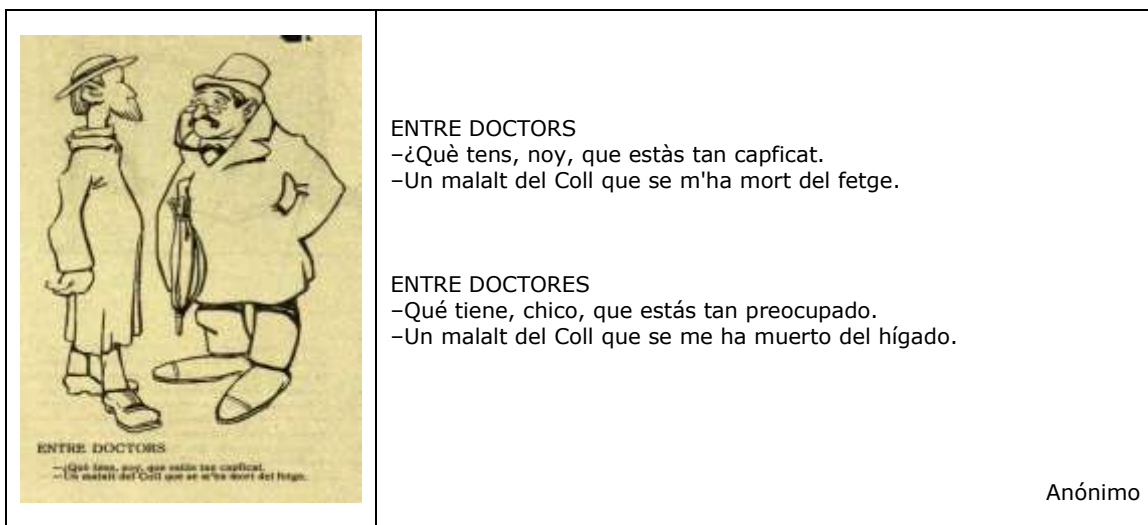 ENTRE DOCTORS
–¿Què tens, noy, que estàs tan capficat.
–Un malalt del Coll que se m'ha mort del fetge.
ENTRE DOCTORS
–¿Què tens, noy, que estàs tan capficat.
–Un malalt del Coll que se m'ha mort del fetge.
ENTRE DOCTORES
–Qué tiene, chico, que estás tan preocupado.
–Un malalt del Coll que se me ha muerto del hígado.
Anónimo